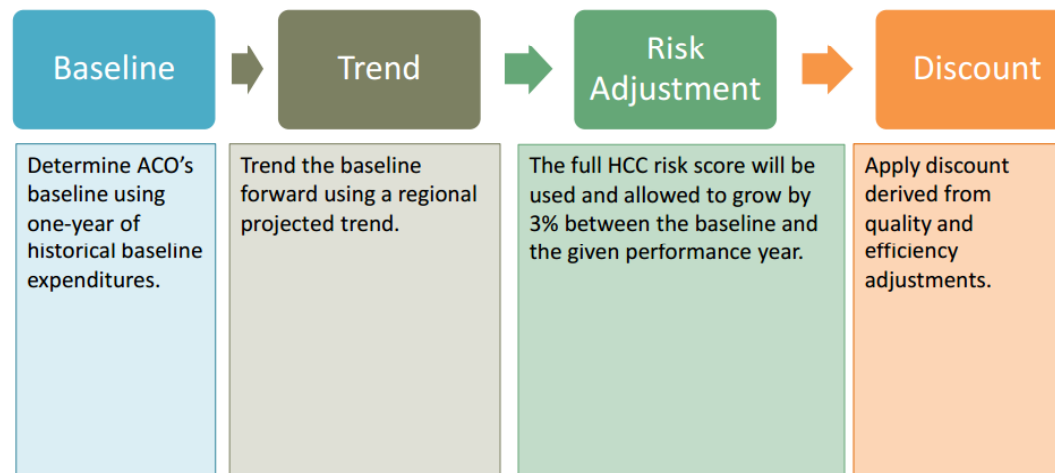 Baseline
Trend
Risk
Adjustment
Discount
Determine ACO's
baseline using
one-year of
historical baseline
expenditures.
Trend the baseline
forward using a regional
projected trend.
The full HCC risk score will be
used and allowed to grow by
3% between the baseline and
the given performance year.
Apply discount
derived from
quality and
efficiency
adjustments.